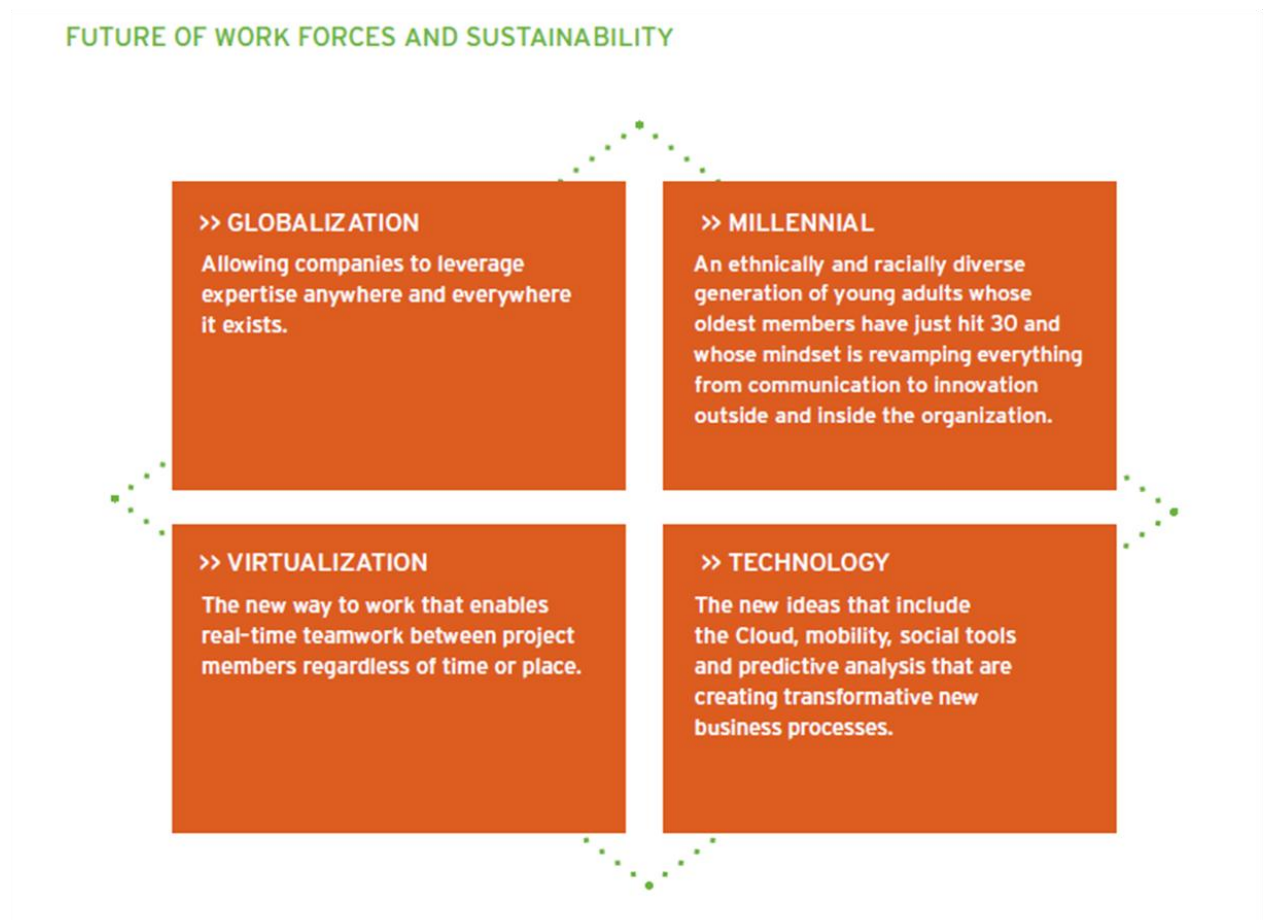 FUTURE OF WORK FORCES AND SUSTAINABILITY
>> GLOBALIZATION
Allowing companies to leverage
expertise anywhere and everywhere
it exists.
>> MILLENNIAL
An ethnically and racially diverse
generation of young adults whose
oldest members have just hit 30 and
whose mindset is revamping everything
from communication to innovation
outside and inside the organization.
>> VIRTUALIZATION
The new way to work that enables
real-time teamwork between project
members regardless of time or place.
>> TECHNOLOGY
The new ideas that include
the Cloud, mobility, social tools
and predictive analysis that are
creating transformative new
business processes.